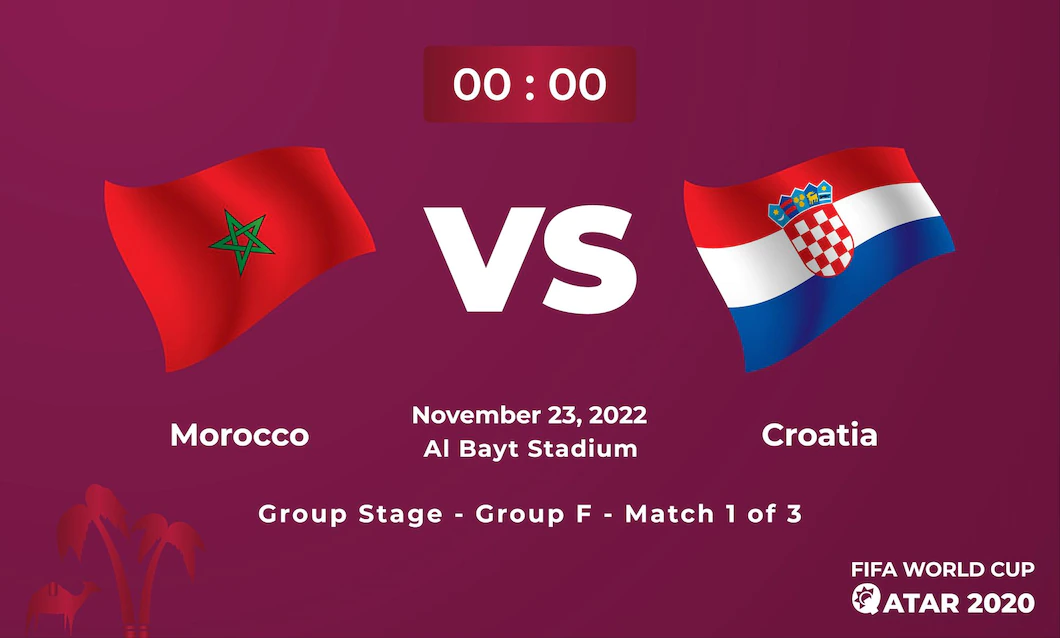 00 : 00
VS
Morocco
November 23, 2022
Al Bayt Stadium
Croatia
Group Stage - Group F - Match 1 of 3
FIFA WORLD CUP
QATAR 2020